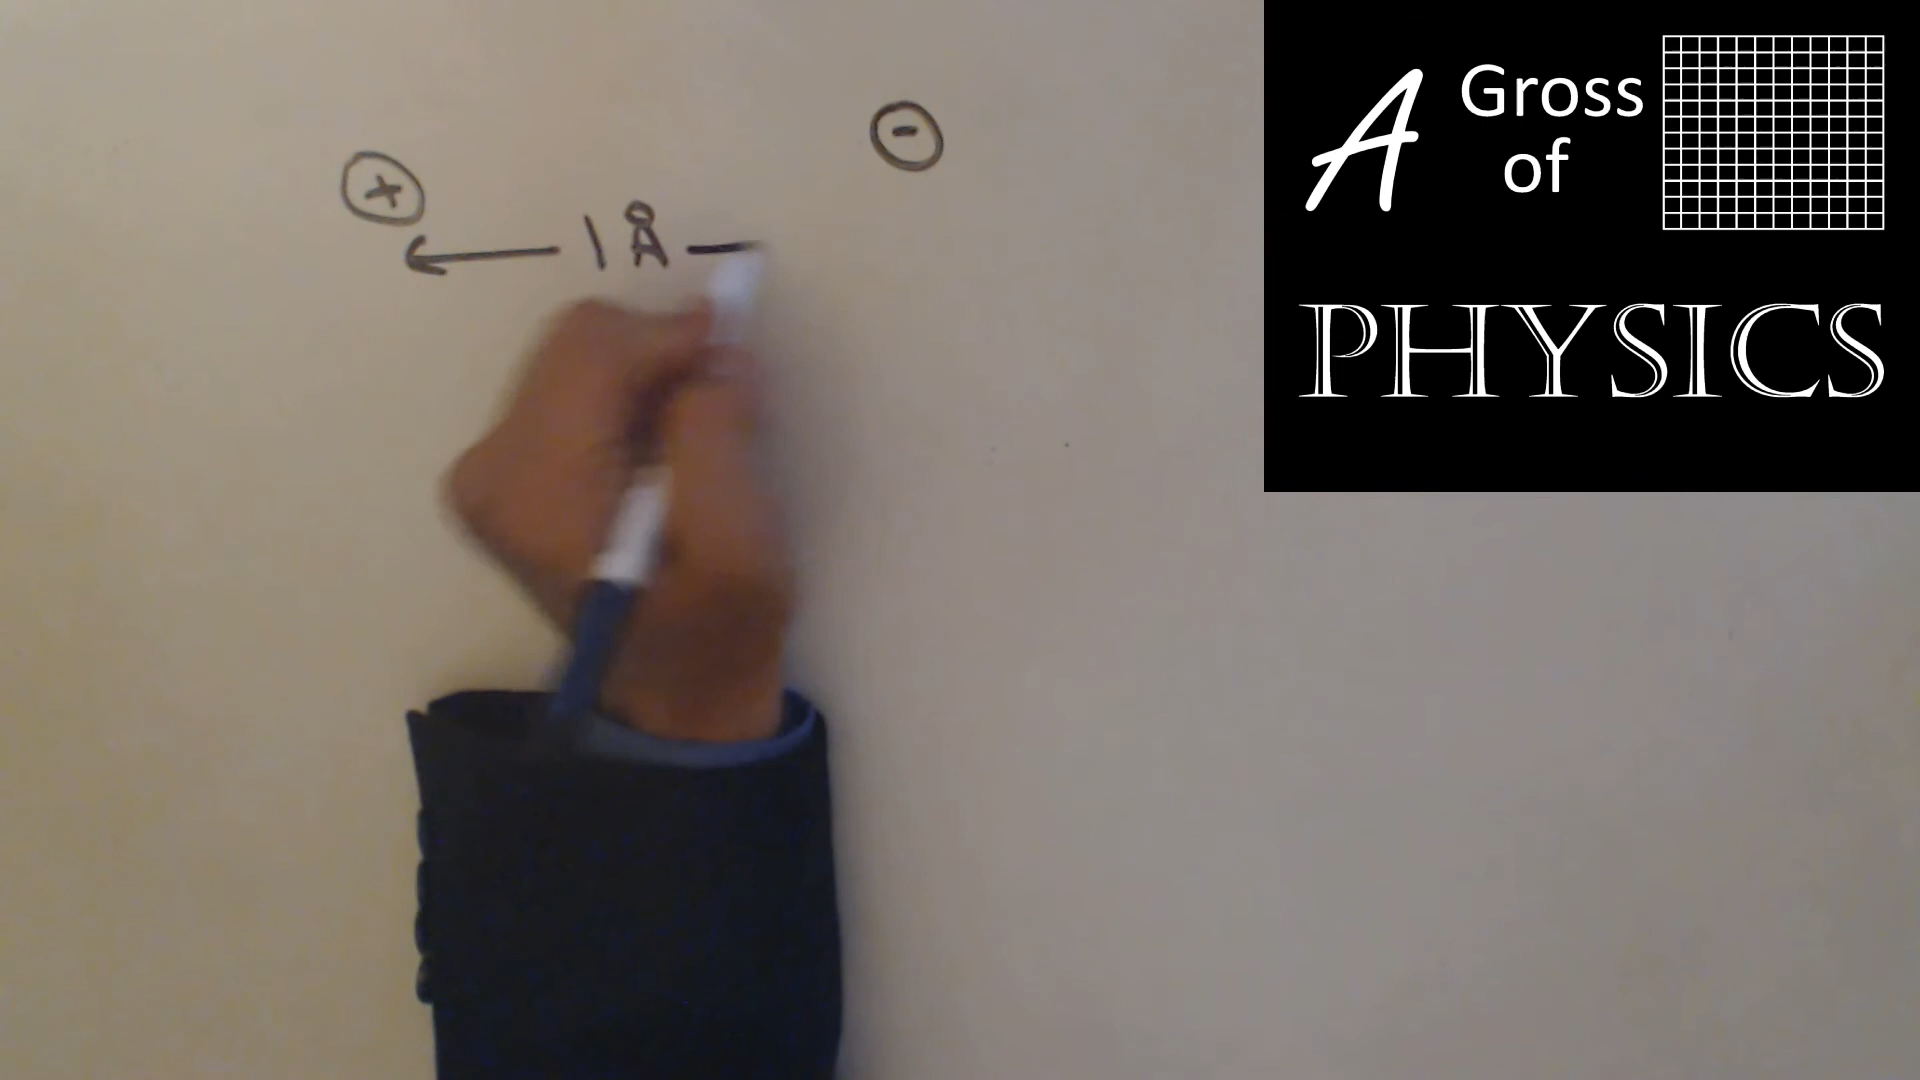 +
-
1 Å
A Gross
of
PHYSICS